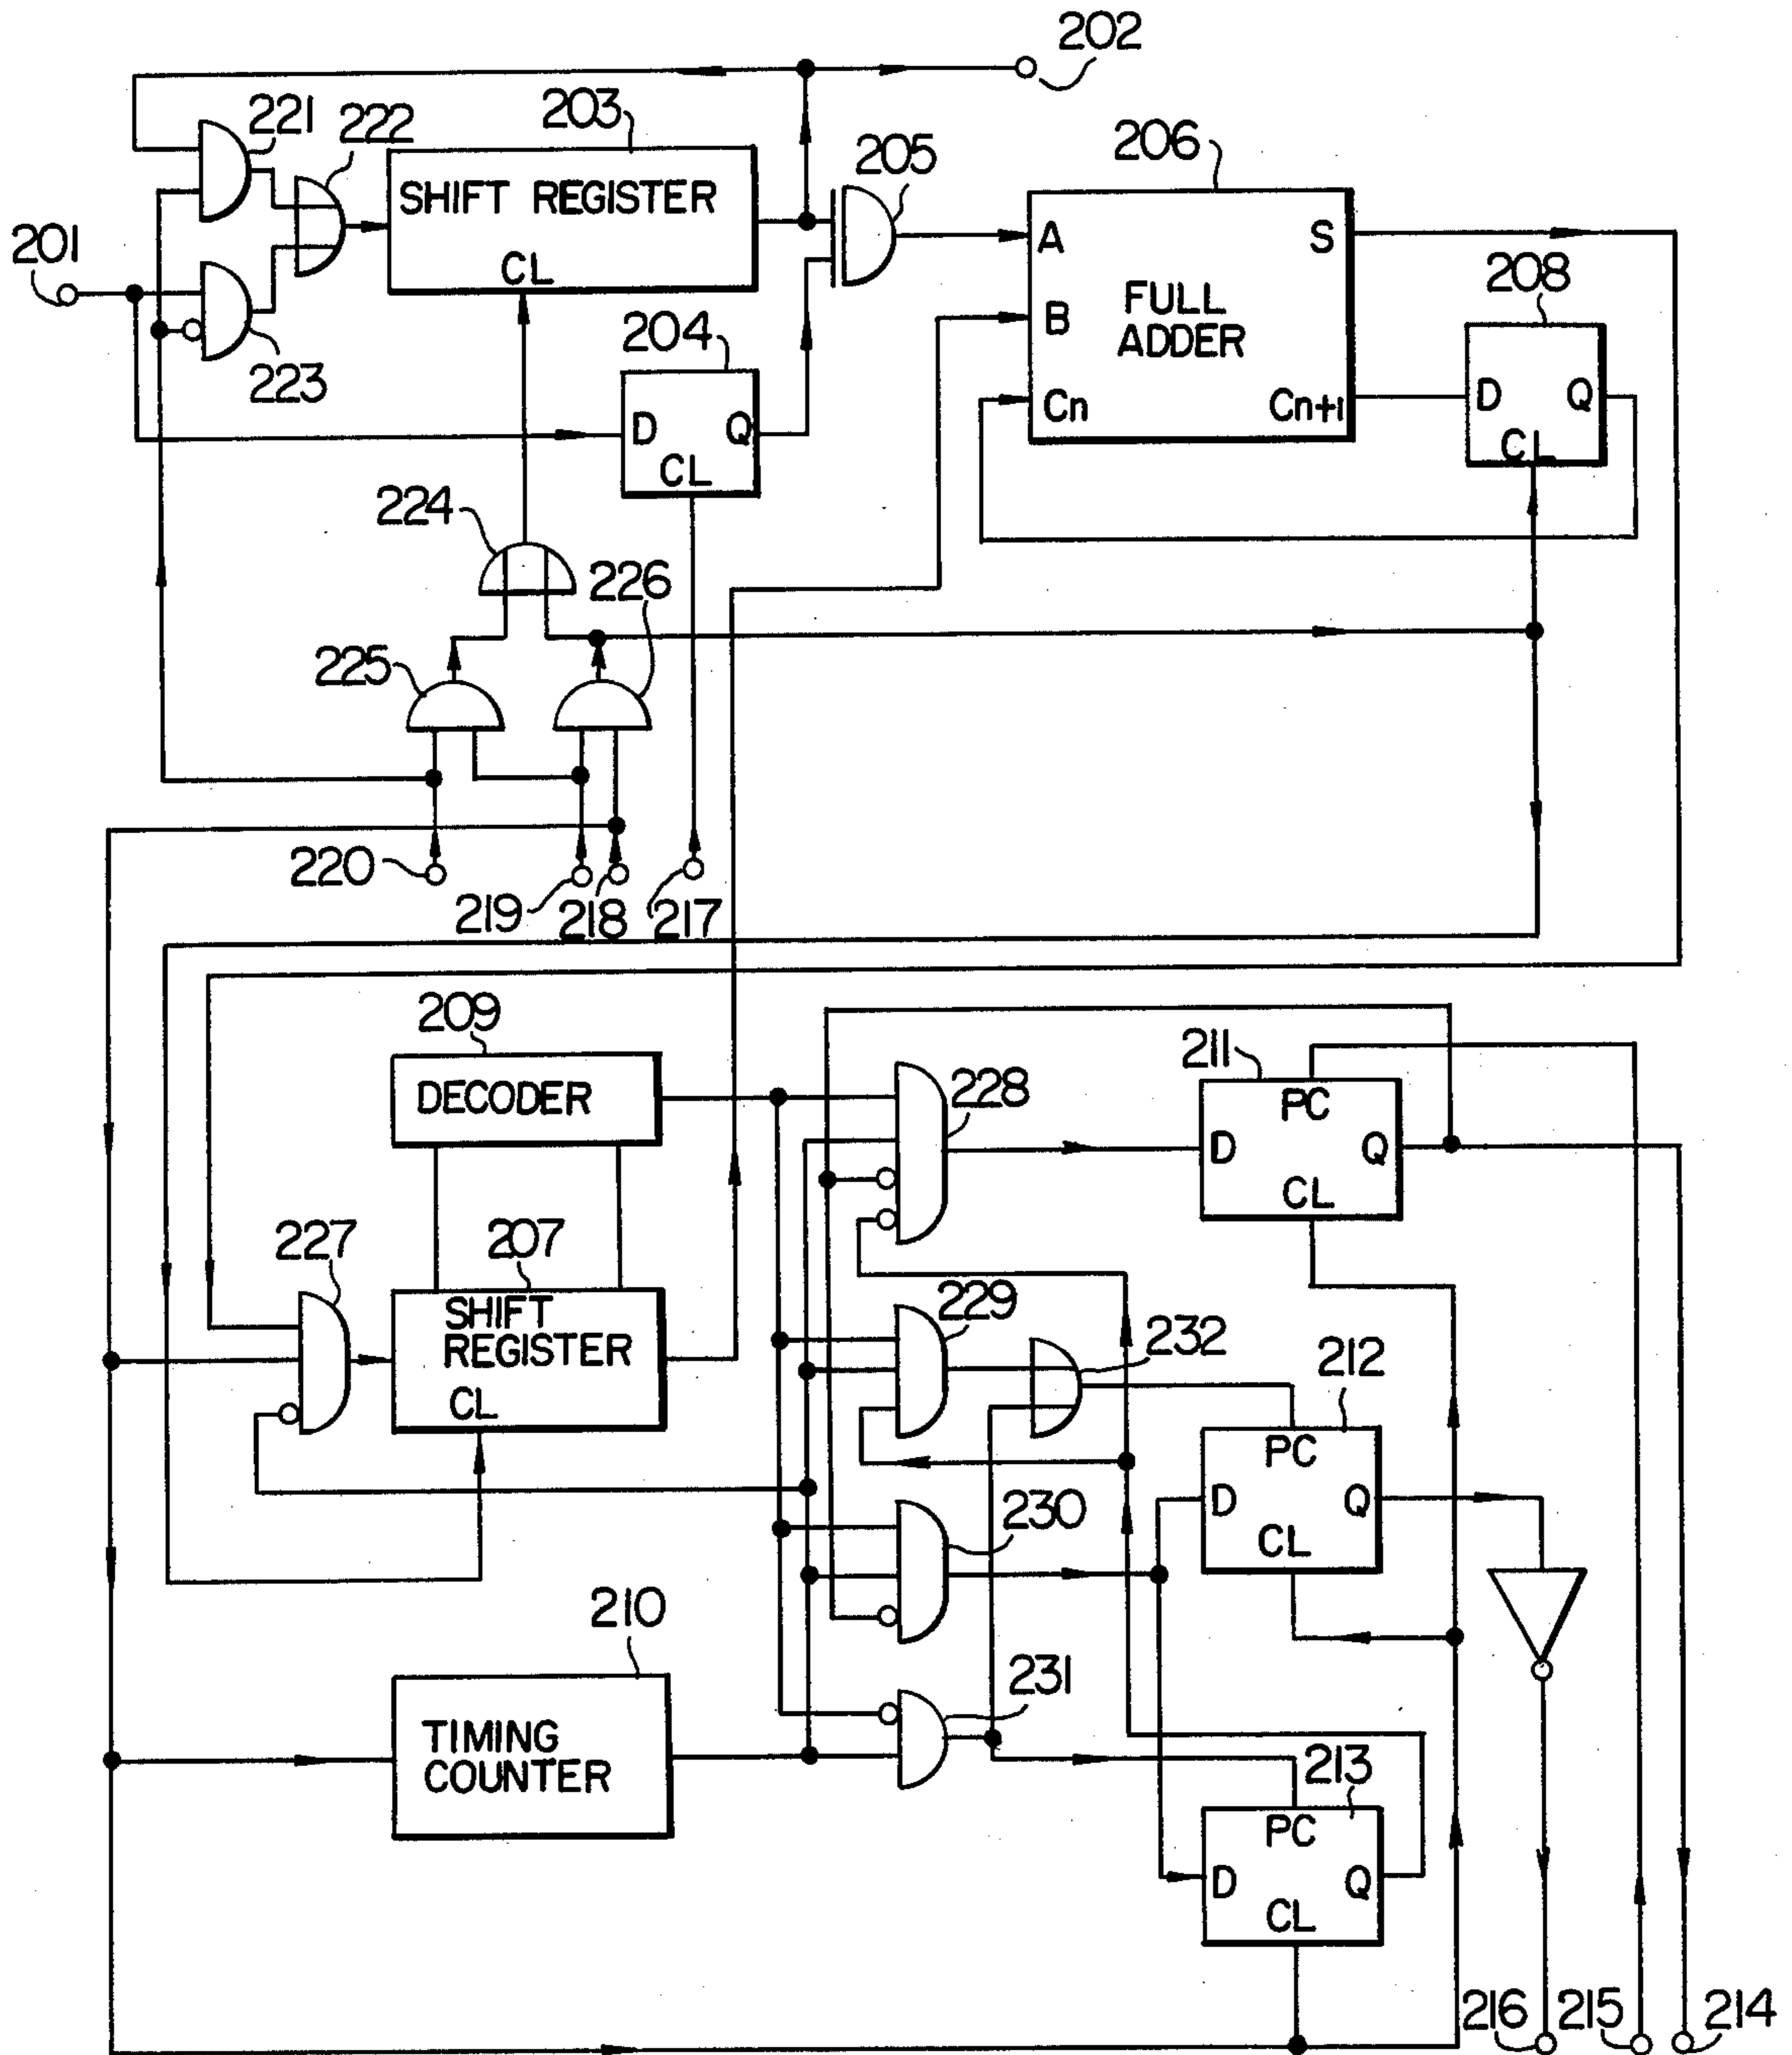 202
221
222
203
205
206
SHIFT REGISTER
CL
201
223
A
S
B
FULL
ADDER
Cn
Cn+1
208
D
Q
CL
204
D
Q
CL
224
226
225
220
219
218
217
209
DECODER
228
211
PC
D
Q
CL
227
207
SHIFT
REGISTER
CL
229
232
212
PC
D
Q
CL
230
210
TIMING
COUNTER
231
213
PC
D
Q
CL
216
215
214